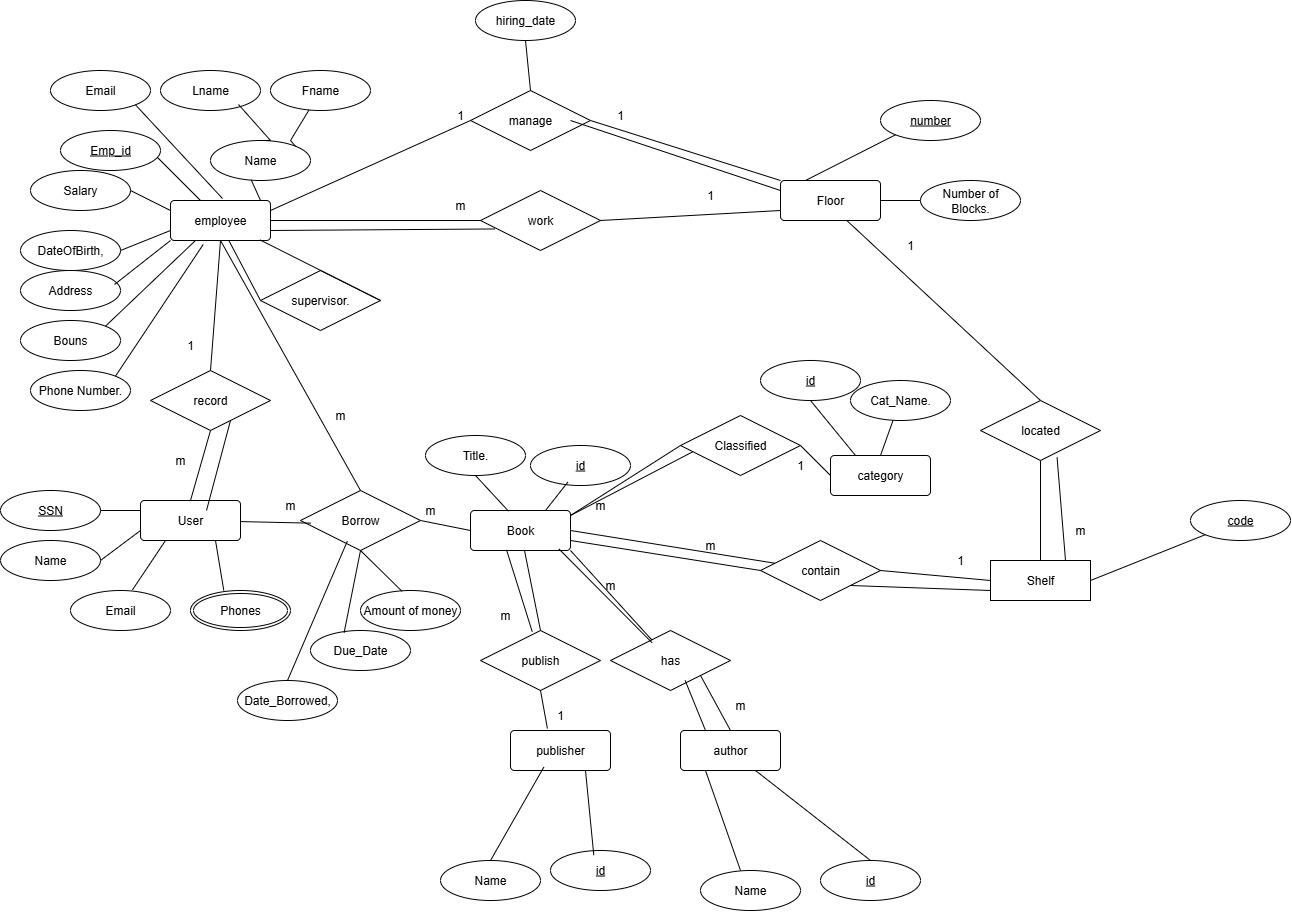 hiring_date
Email
Lname
Fname
1
manage
1
number
Emp_id
Name
Salary
m
work
1
Floor
Number of
Blocks.
employee
1
DateOfBirth,
Address
supervisor.
Bouns
1
Phone Number.
record
m
id
Cat_Name.
located
Title.
id
Classified
1
category
m
SSN
User
m
Borrow
m
Book
m
m
code
Name
m
contain
1
Shelf
Email
Phones
Amount of money
m
m
Due_Date
publish
has
Date_Borrowed,
1
m
publisher
author
Name
id
Name
id